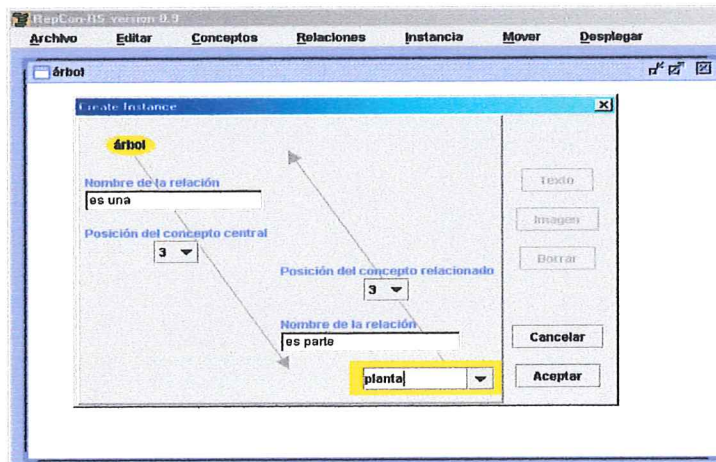 RepCon-RS version 0.9
Archivo Editar Conceptos Relaciones Instancia Mover Desplegar
árbol
Create Instance
árbol
Nombre de la relación
es una
Posición del concepto central
3
Posición del concepto relacionado
3
Nombre de la relación
es parte
planta
Texto
Imagen
Borrar
Cancelar
Aceptar